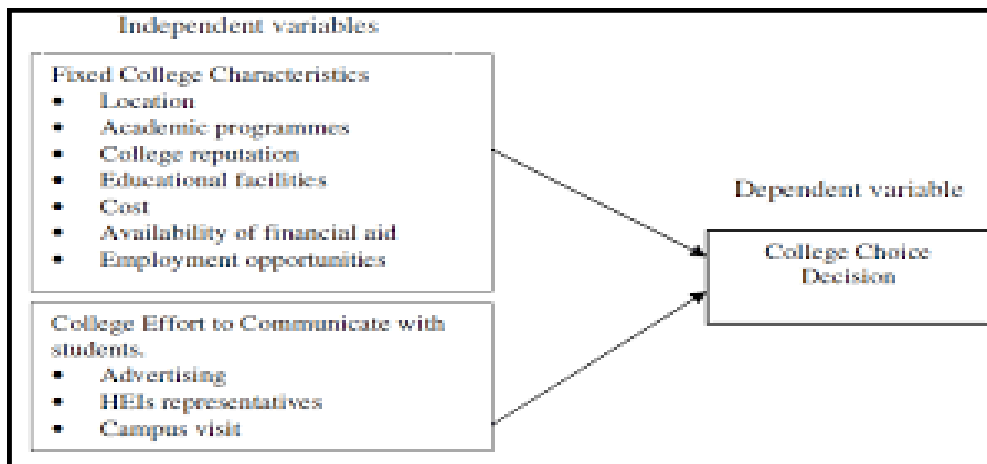 Independent variables
Fixed College Characteristics
• Location
• Academic programmes
• College reputation
• Educational facilities
• Cost
• Availability of financial aid
• Employment opportunities
Dependent variable
College Choice
Decision
College Effort to Communicate with
students.
• Advertising
• HEIs representatives
• Campus visit